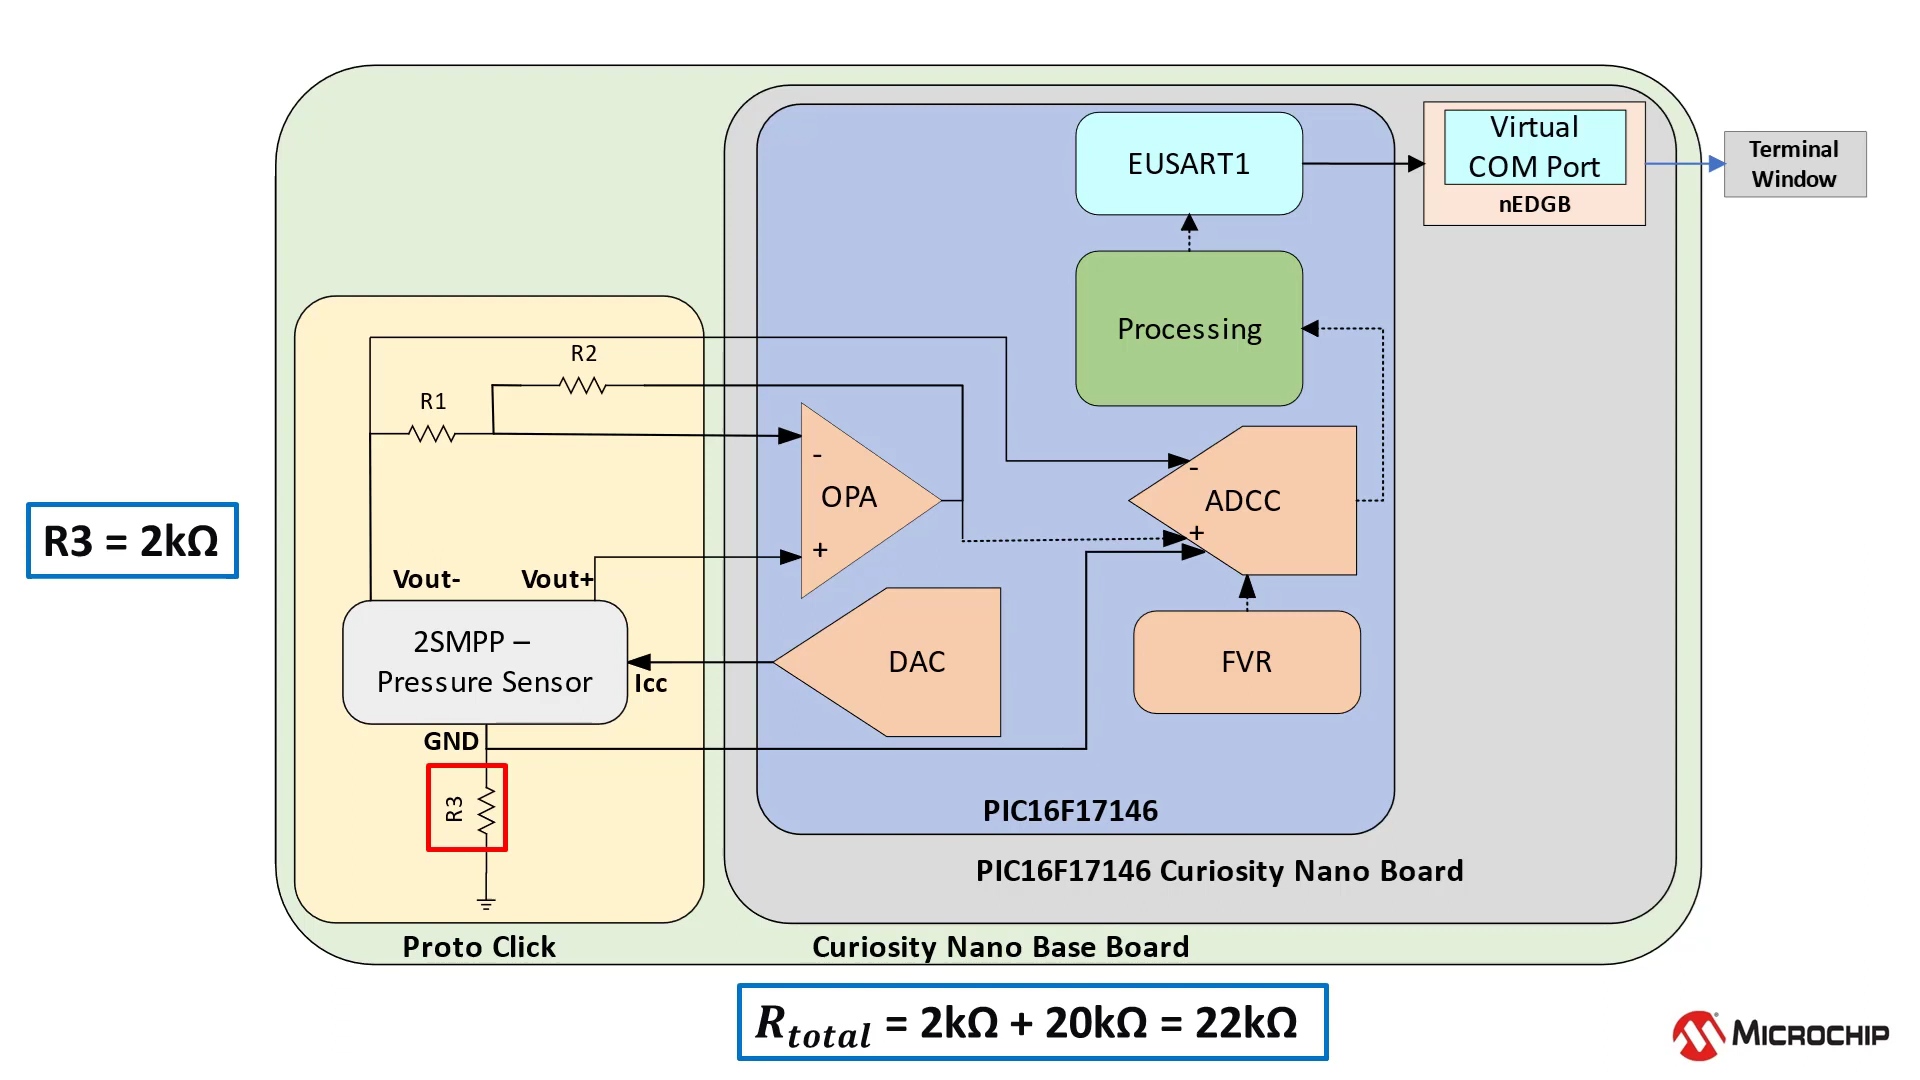 EUSART1
Virtual
COM Port
nEDGB
Terminal
Window
Processing
R2
R1
-
OPA
+
-
ADCC
+
R3 = 2kΩ
Vout-
Vout+
2SMPP –
Pressure Sensor
Icc
DAC
FVR
GND
R3
PIC16F17146
PIC16F17146 Curiosity Nano Board
Proto Click
Curiosity Nano Base Board
Rtotal = 2kΩ + 20kΩ = 22kΩ
MICROCHIP